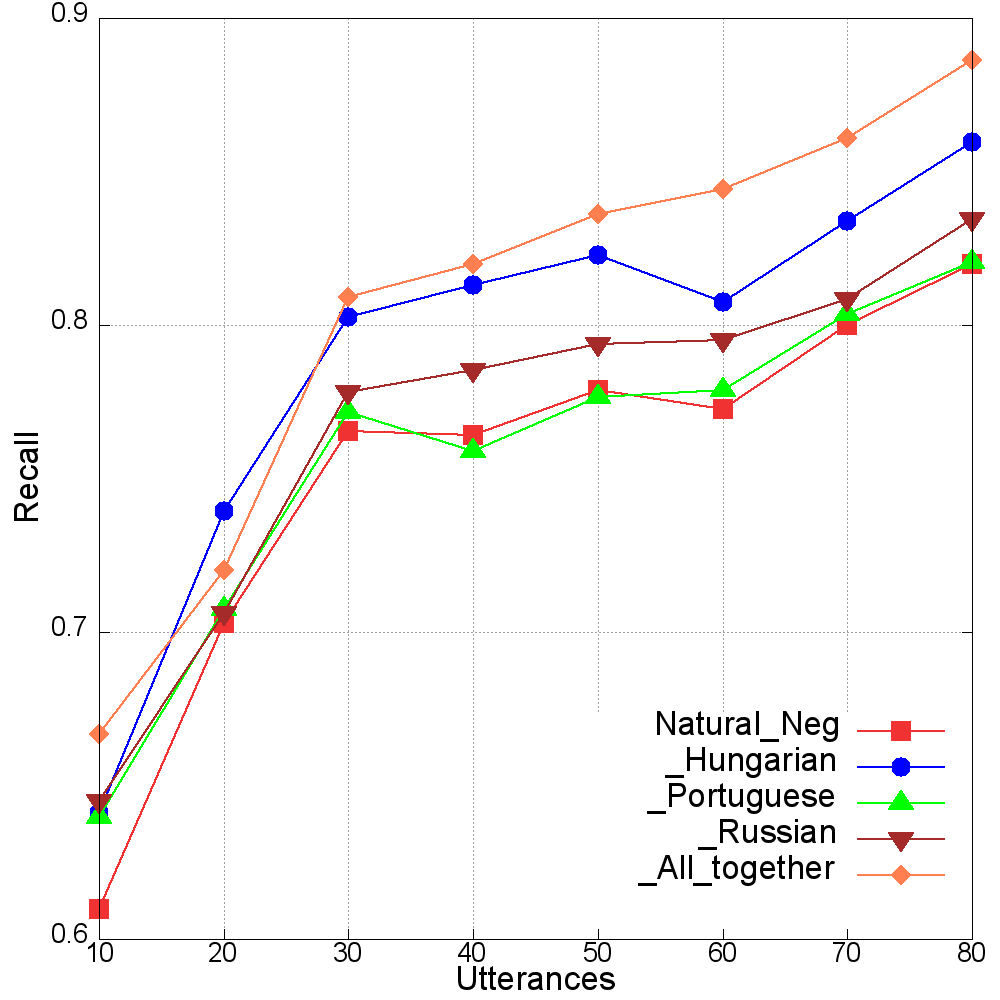 0.9
0.8
0.7
0.6
Recall
Natural_Neg
_Hungarian
_Portuguese
_Russian
_All_together
10 20 30 40 50 60 70 80
Utterances